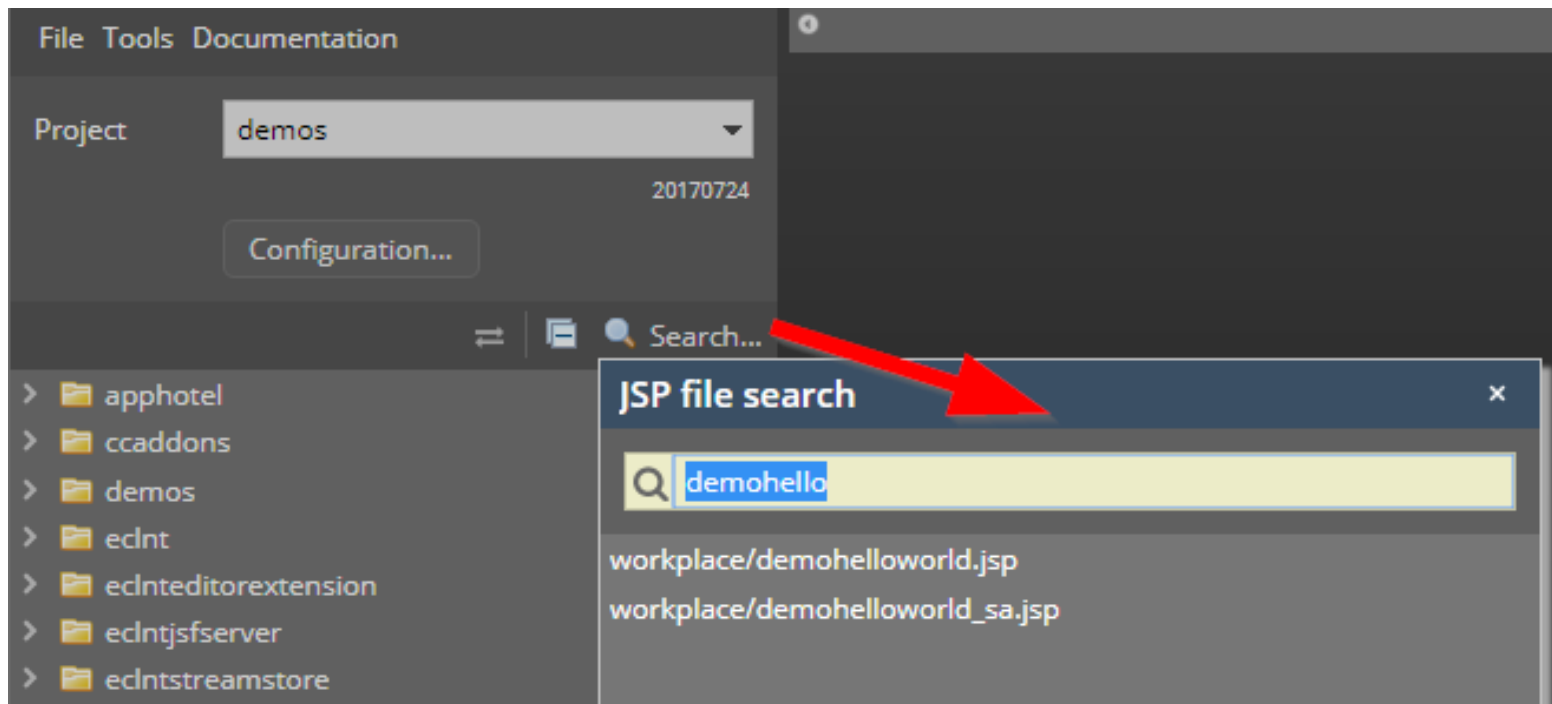 File Tools Documentation
Project demos
20170724
Configuration...
Search...
apphotel
ccaddons
demos
eclnt
eclnteditorextension
eclntjsfserver
eclntstreamstore
JSP file search
demohello
workplace/demohelloworld.jsp
workplace/demohelloworld_sa.jsp